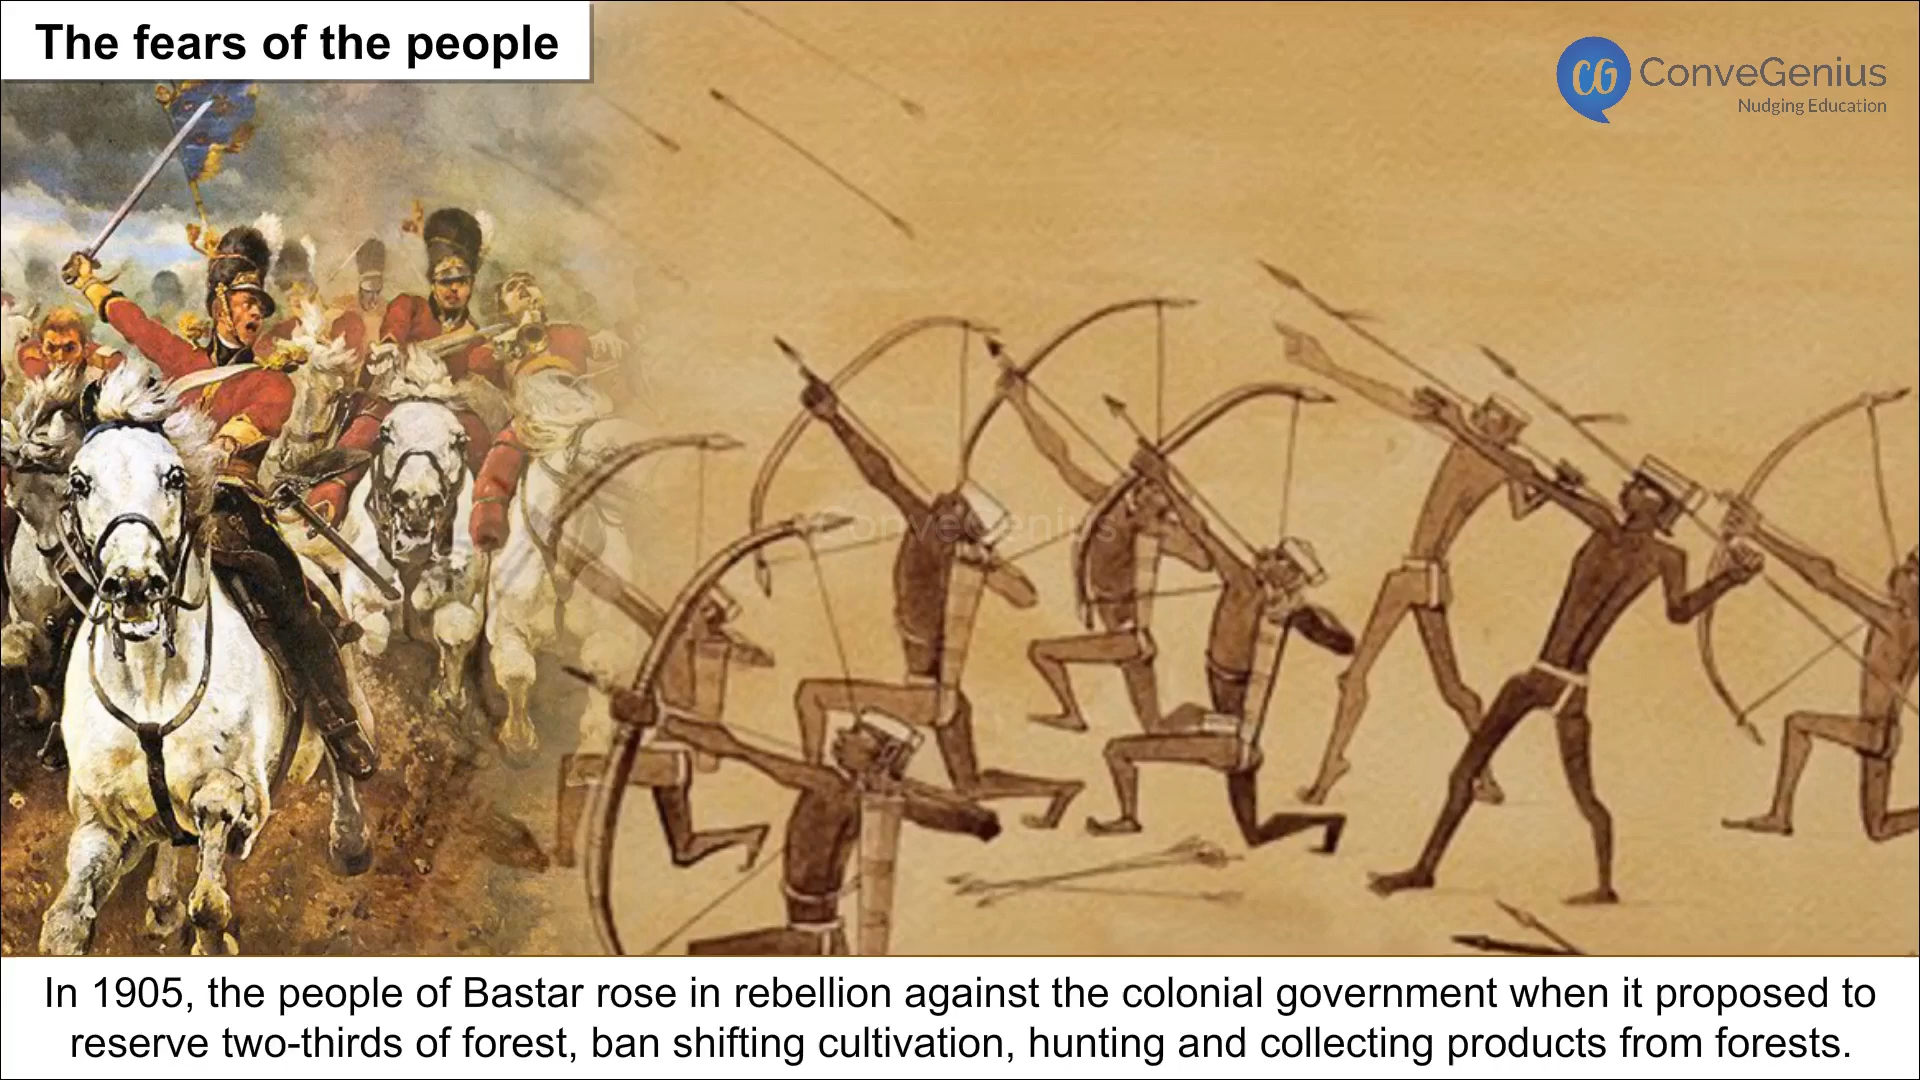 The fears of the people
CG ConveGenius
Nudging Education
ConveGenius
In 1905, the people of Bastar rose in rebellion against the colonial government when it proposed to
reserve two-thirds of forest, ban shifting cultivation, hunting and collecting products from forests.